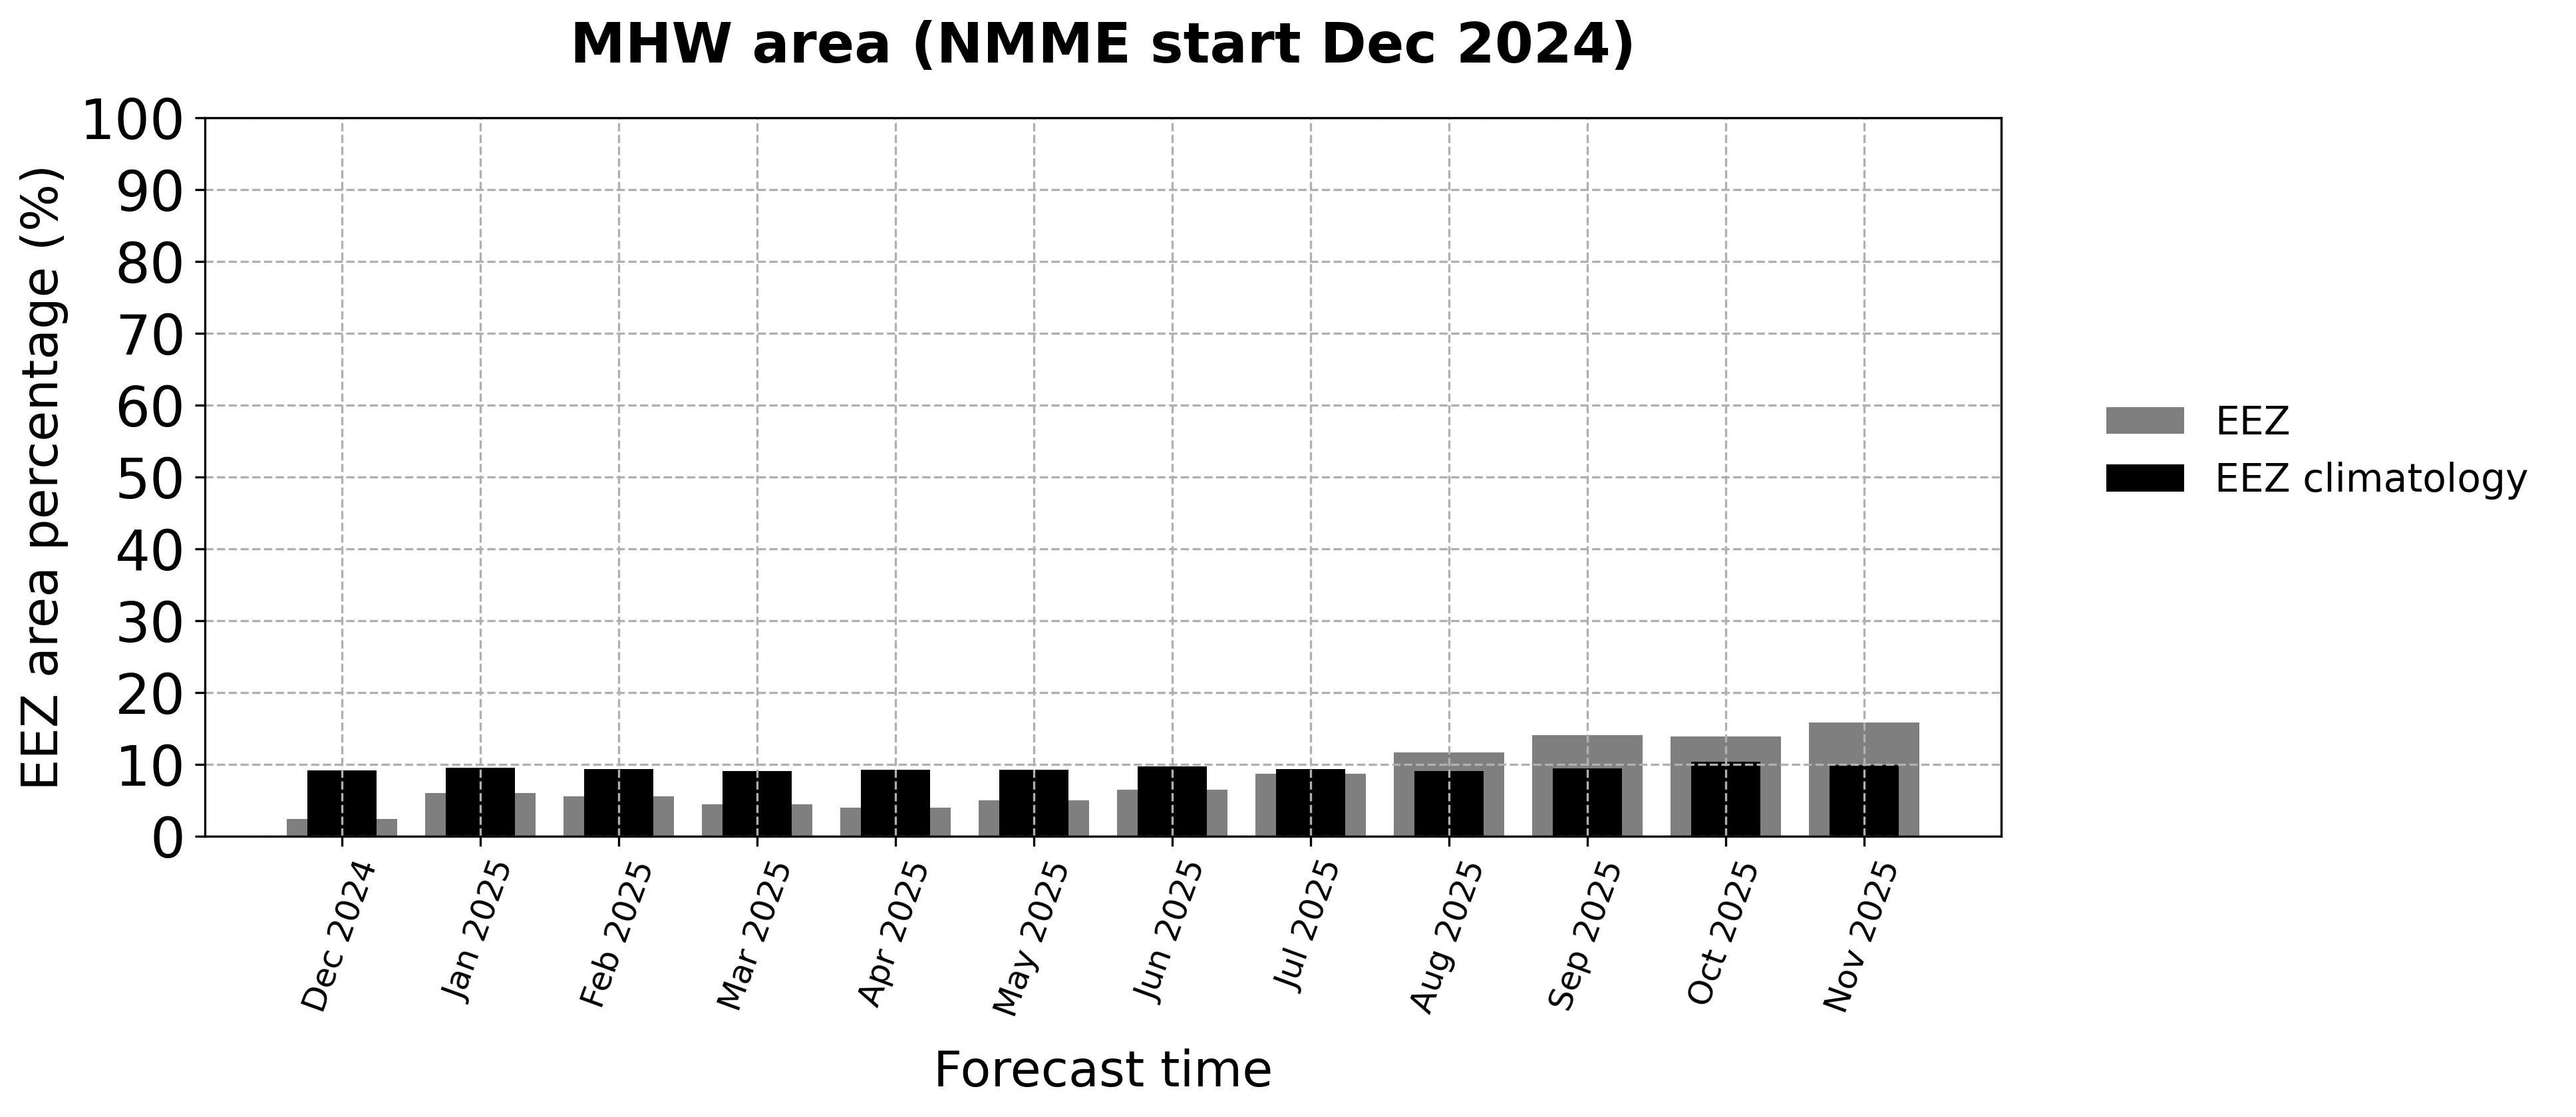 MHW area (NMME start Dec 2024)
EEZ area percentage (%)
100
90
80
70
60
50
40
30
20
10
0
EEZ
EEZ climatology
Dec 2024
Jan 2025
Feb 2025
Mar 2025
Apr 2025
May 2025
Jun 2025
Jul 2025
Aug 2025
Sep 2025
Oct 2025
Nov 2025
Forecast time